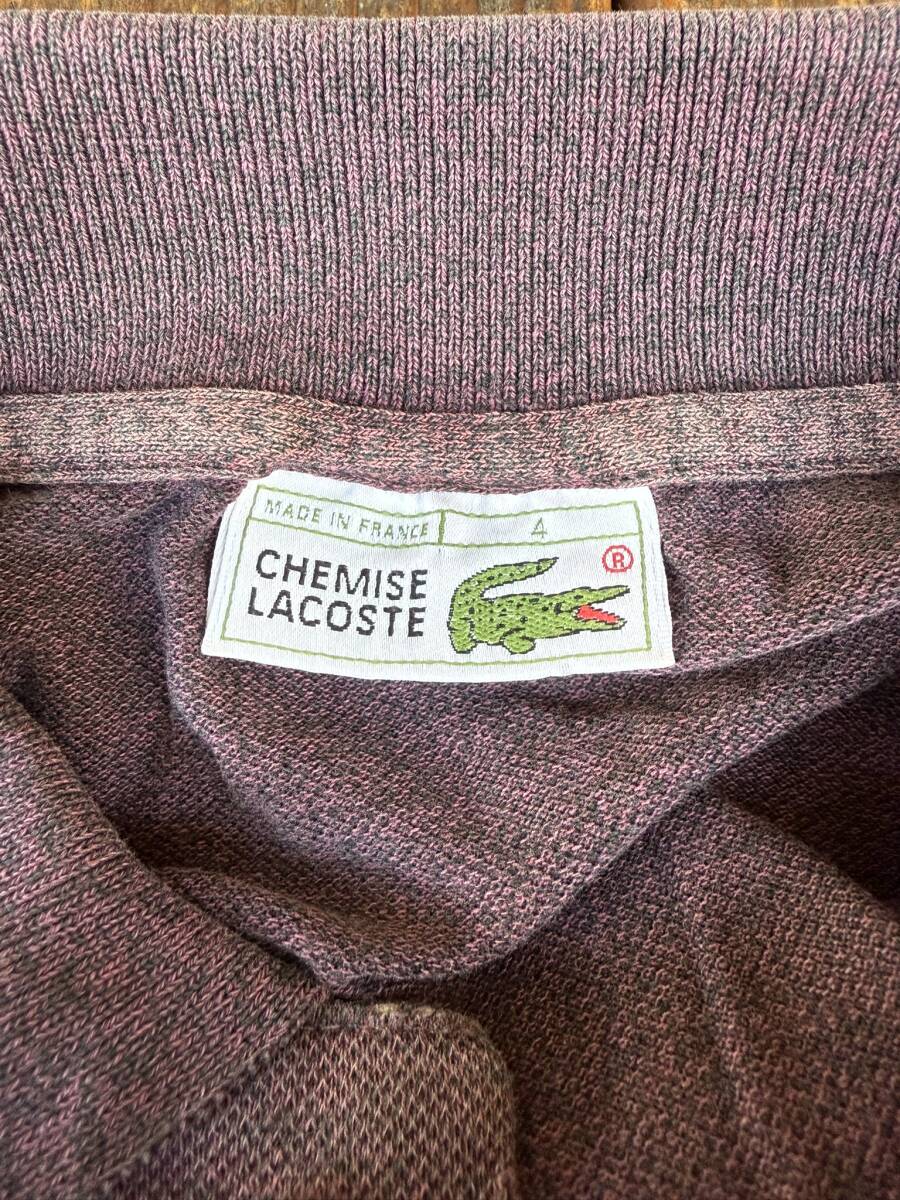 MADE IN FRANCE 4
CHEMISE
LACOSTE
®